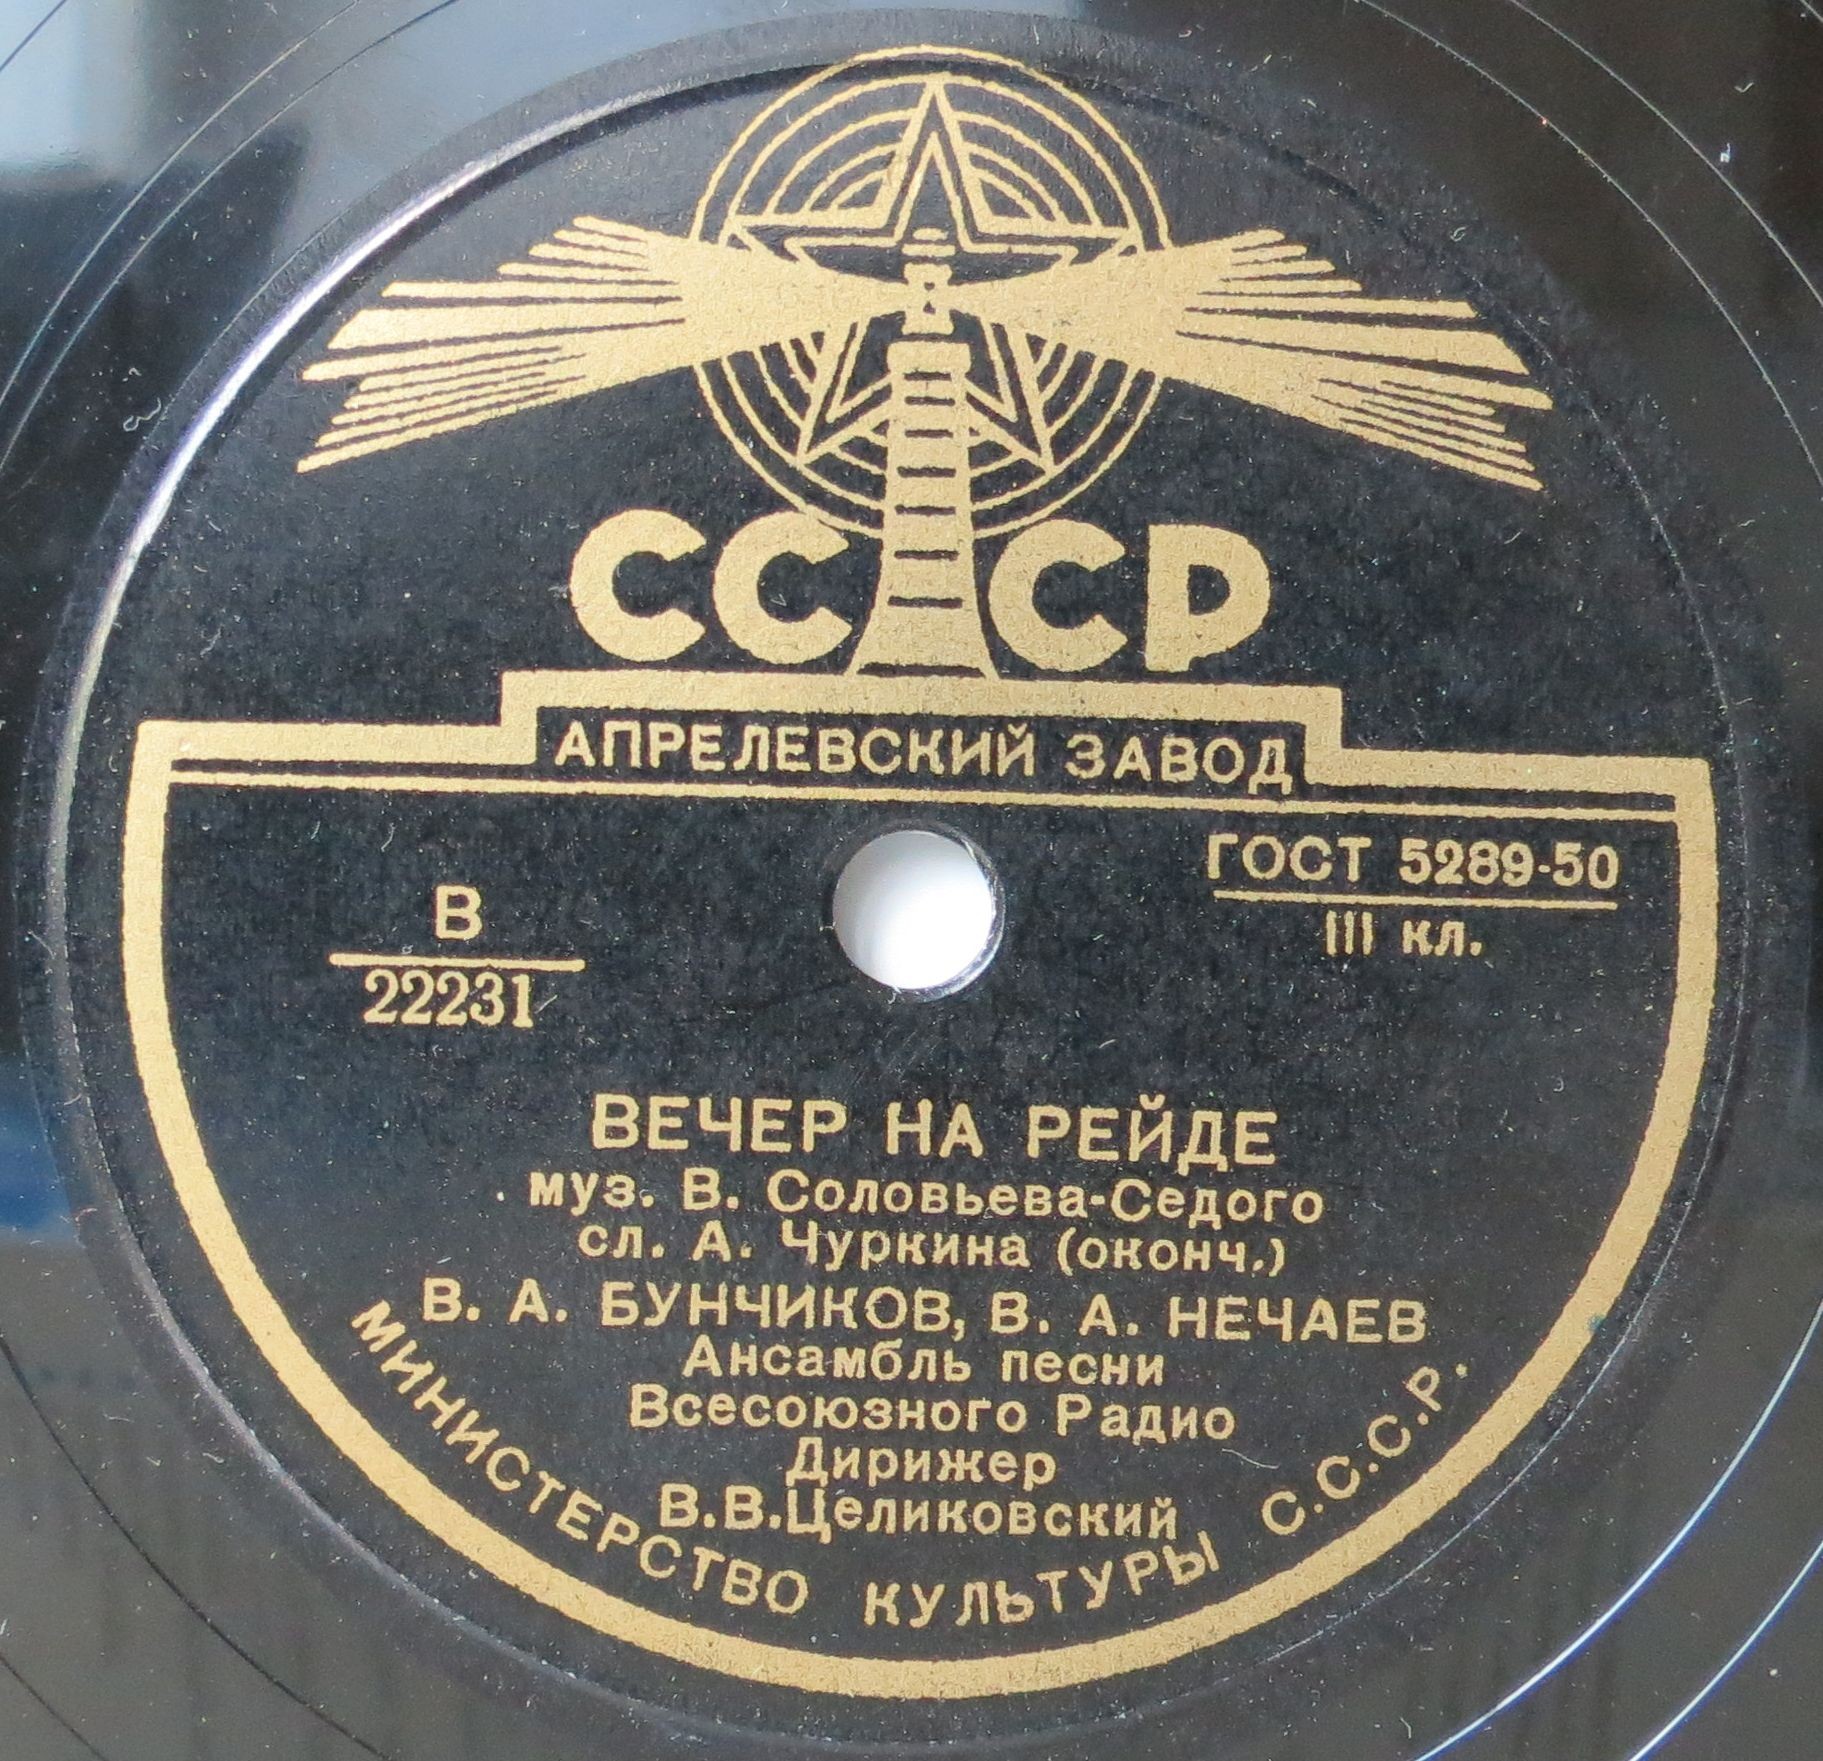 СССР
АПРЕЛЕВСКИЙ ЗАВОД
ГОСТ 5289-50
III кл.
В
22231
ВЕЧЕР НА РЕЙДЕ
муз. В. Соловьева-Седого
сл. А. Чуркина (оконч.)
В. А. БУНЧИКОВ, В. А. НЕЧАЕВ
Ансамбль песни
Всесоюзного Радио
Дирижер
В.В.Целиковский
МИНИСТЕРСТВО КУЛЬТУРЫ С.С.С.Р.